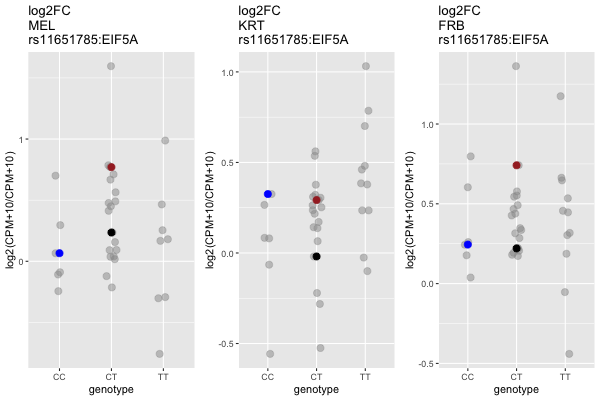 log2FC
MEL
rs11651785:EIF5A
log2(CPM+10/CPM+10)
1
0
CC
CT
TT
genotype
log2FC
KRT
rs11651785:EIF5A
log2(CPM+10/CPM+10)
1.0
0.5
0.0
-0.5
CC
CT
TT
genotype
log2FC
FRB
rs11651785:EIF5A
log2(CPM+10/CPM+10)
1.0
0.5
0.0
-0.5
CC
CT
TT
genotype